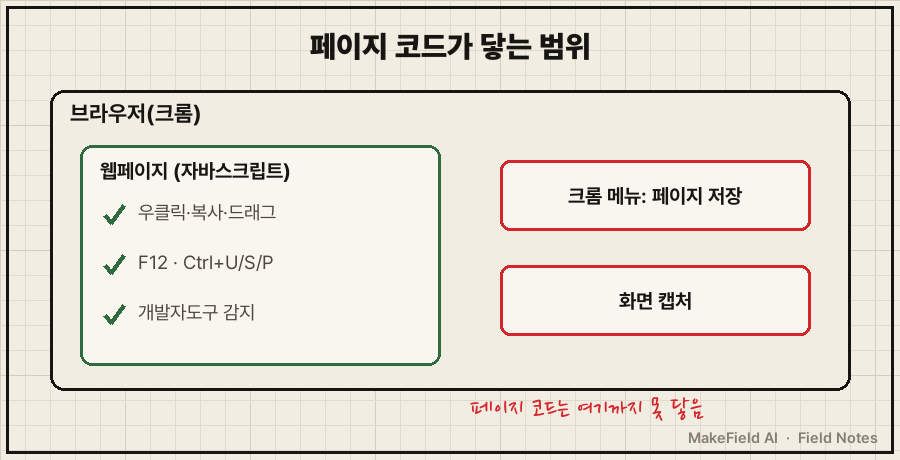 페이지 코드가 닿는 범위
브라우저(크롬)
웹페이지 (자바스크립트)
우클릭·복사·드래그
F12 · Ctrl+U/S/P
개발자도구 감지
크롬 메뉴: 페이지 저장
화면 캡처
페이지 코드는 여기까지 못 닿음
MakeField AI · Field Notes